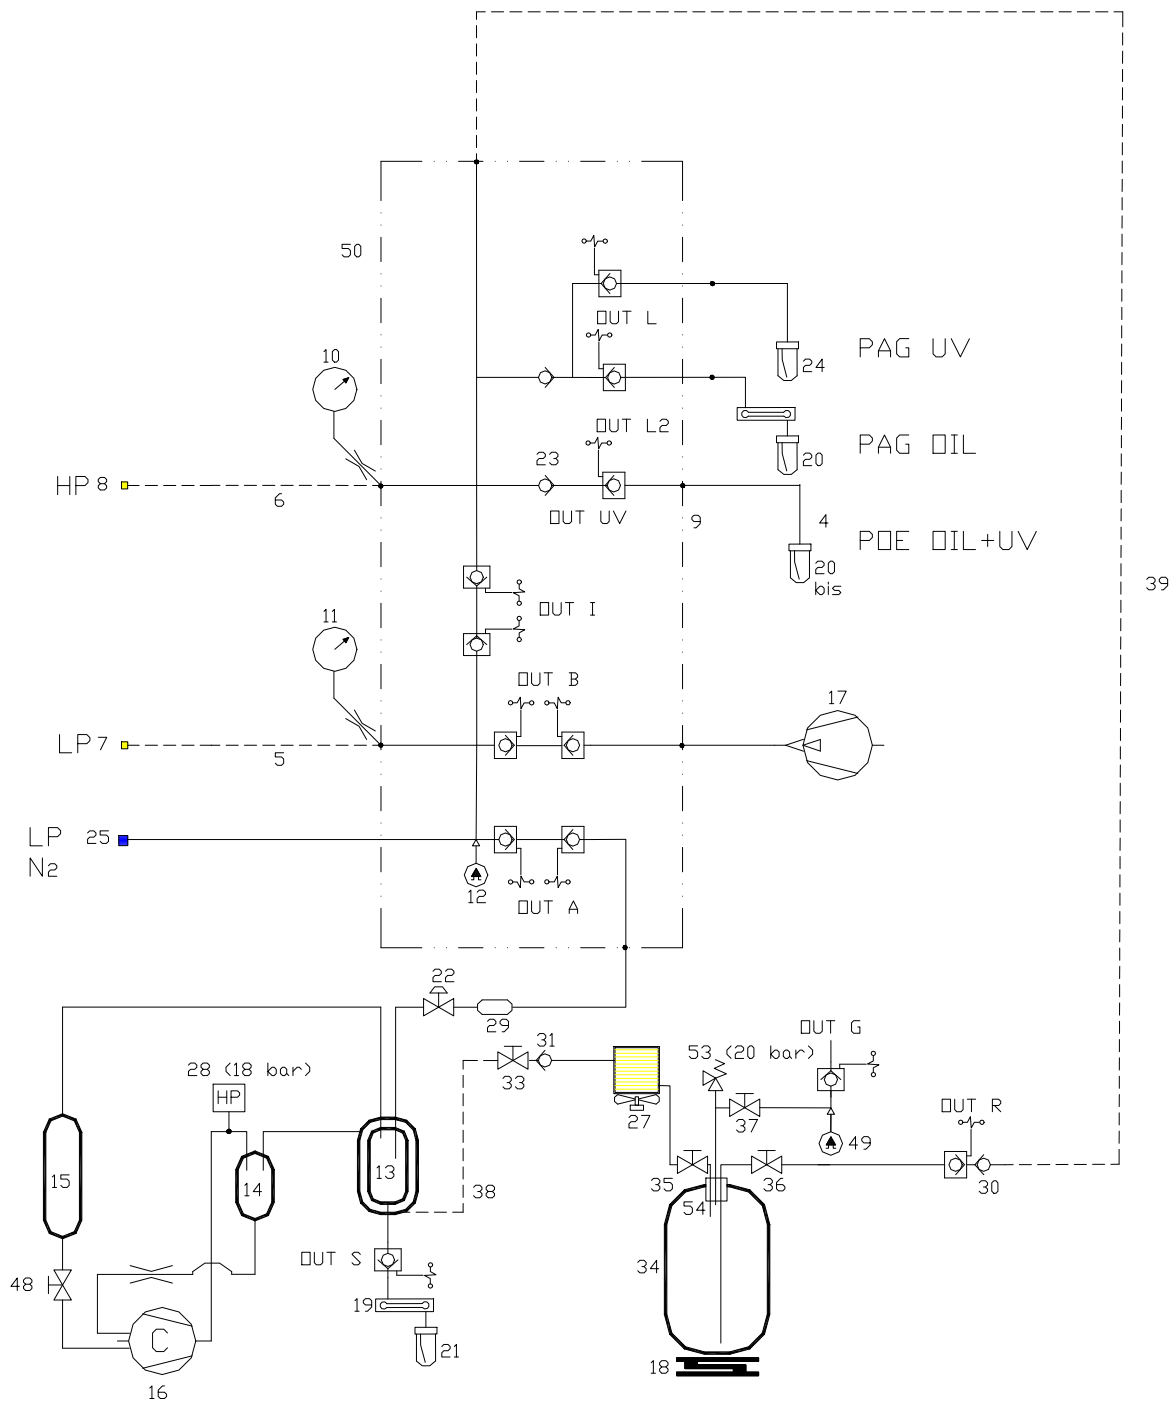 50
OUT L
10
24
PAG UV
OUT L2
PAG OIL
23
20
HP 8
6
OUT UV
9
4
POE OIL+UV
20
bis
39
OUT I
11
OUT B
17
LP 7
5
LP 25
N2
12
OUT A
22
29
OUT G
31
53 (20 bar)
28 (18 bar)
33
HP
27
37
OUT R
49
15
13
14
38
35
36
30
54
OUT S
34
48
19
C
21
18
16